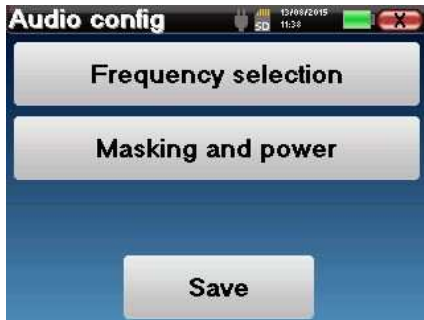 Audio config
SD
13/08/2015
11:38
X
Frequency selection
Masking and power
Save